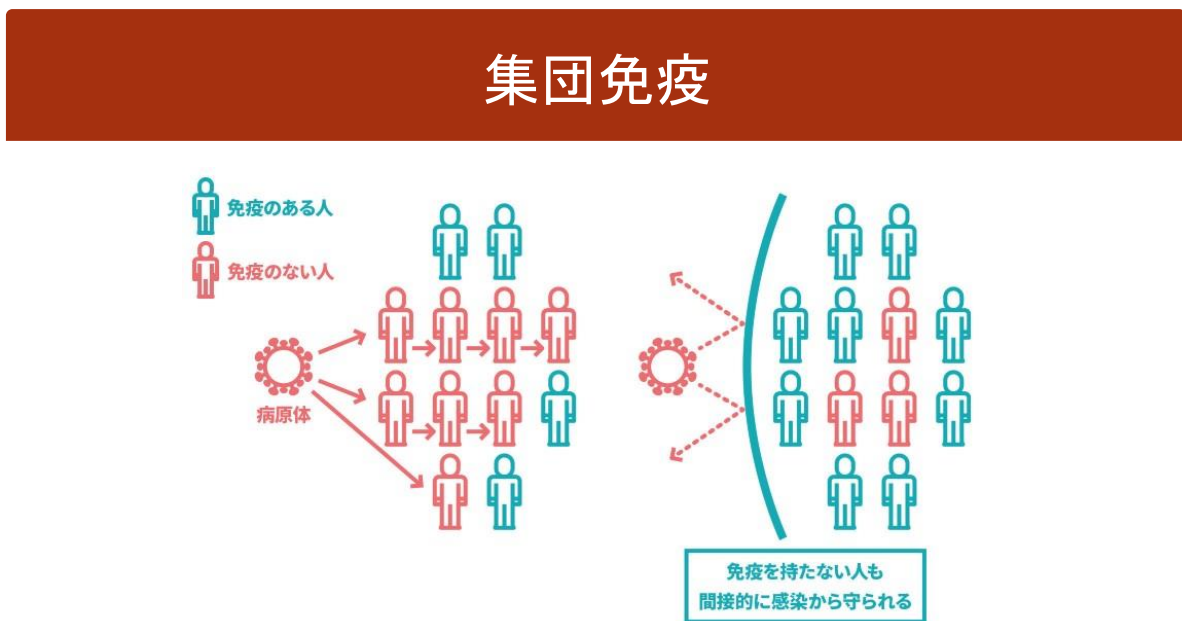 集団免疫
免疫のある人
免疫のない人
病原体
免疫を持たない人も
間接的に感染から守られる